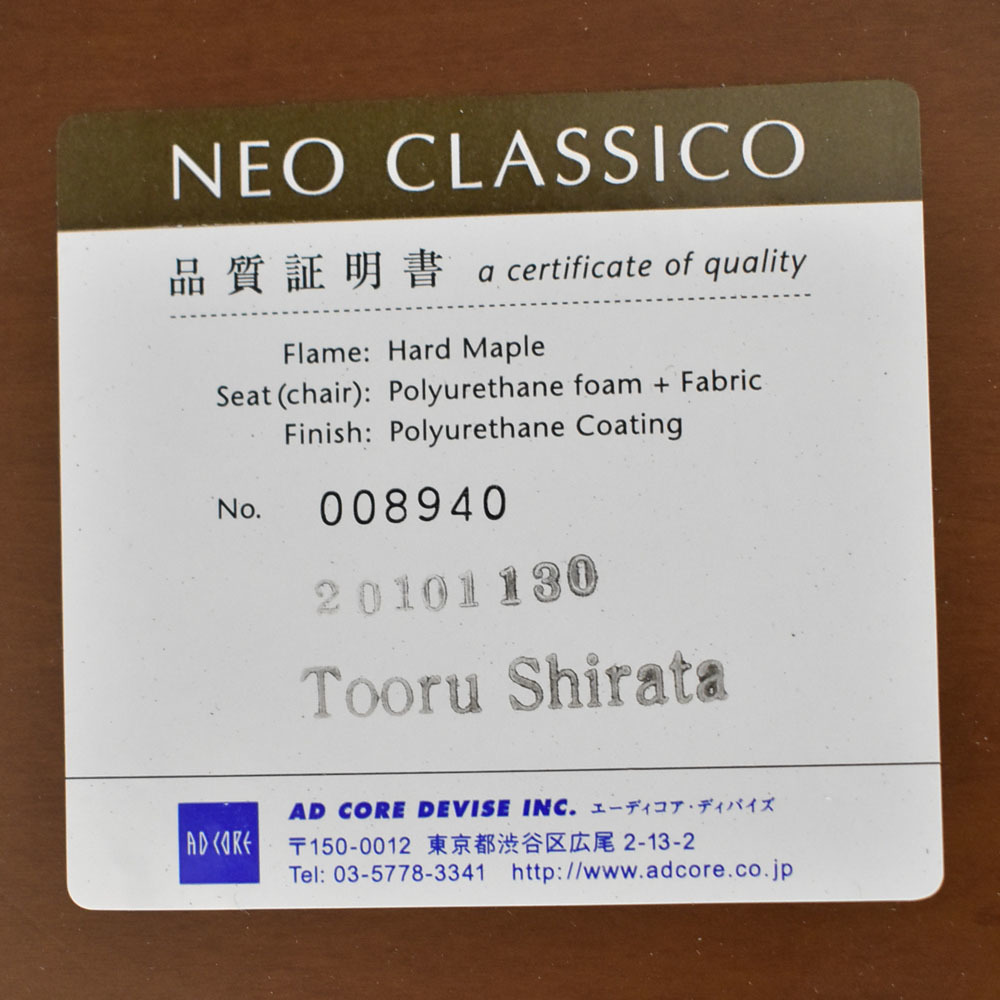 NEO CLASSICO
品質証明書 a certificate of quality
Flame: Hard Maple
Seat (chair): Polyurethane foam + Fabric
Finish: Polyurethane Coating
No. 008940
20101130
Tooru Shirata
AD CORE
AD CORE DEVISE INC. エーディコア・ディバイズ
〒150-0012 東京都渋谷区広尾 2-13-2
Tel: 03-5778-3341 http://www.adcore.co.jp